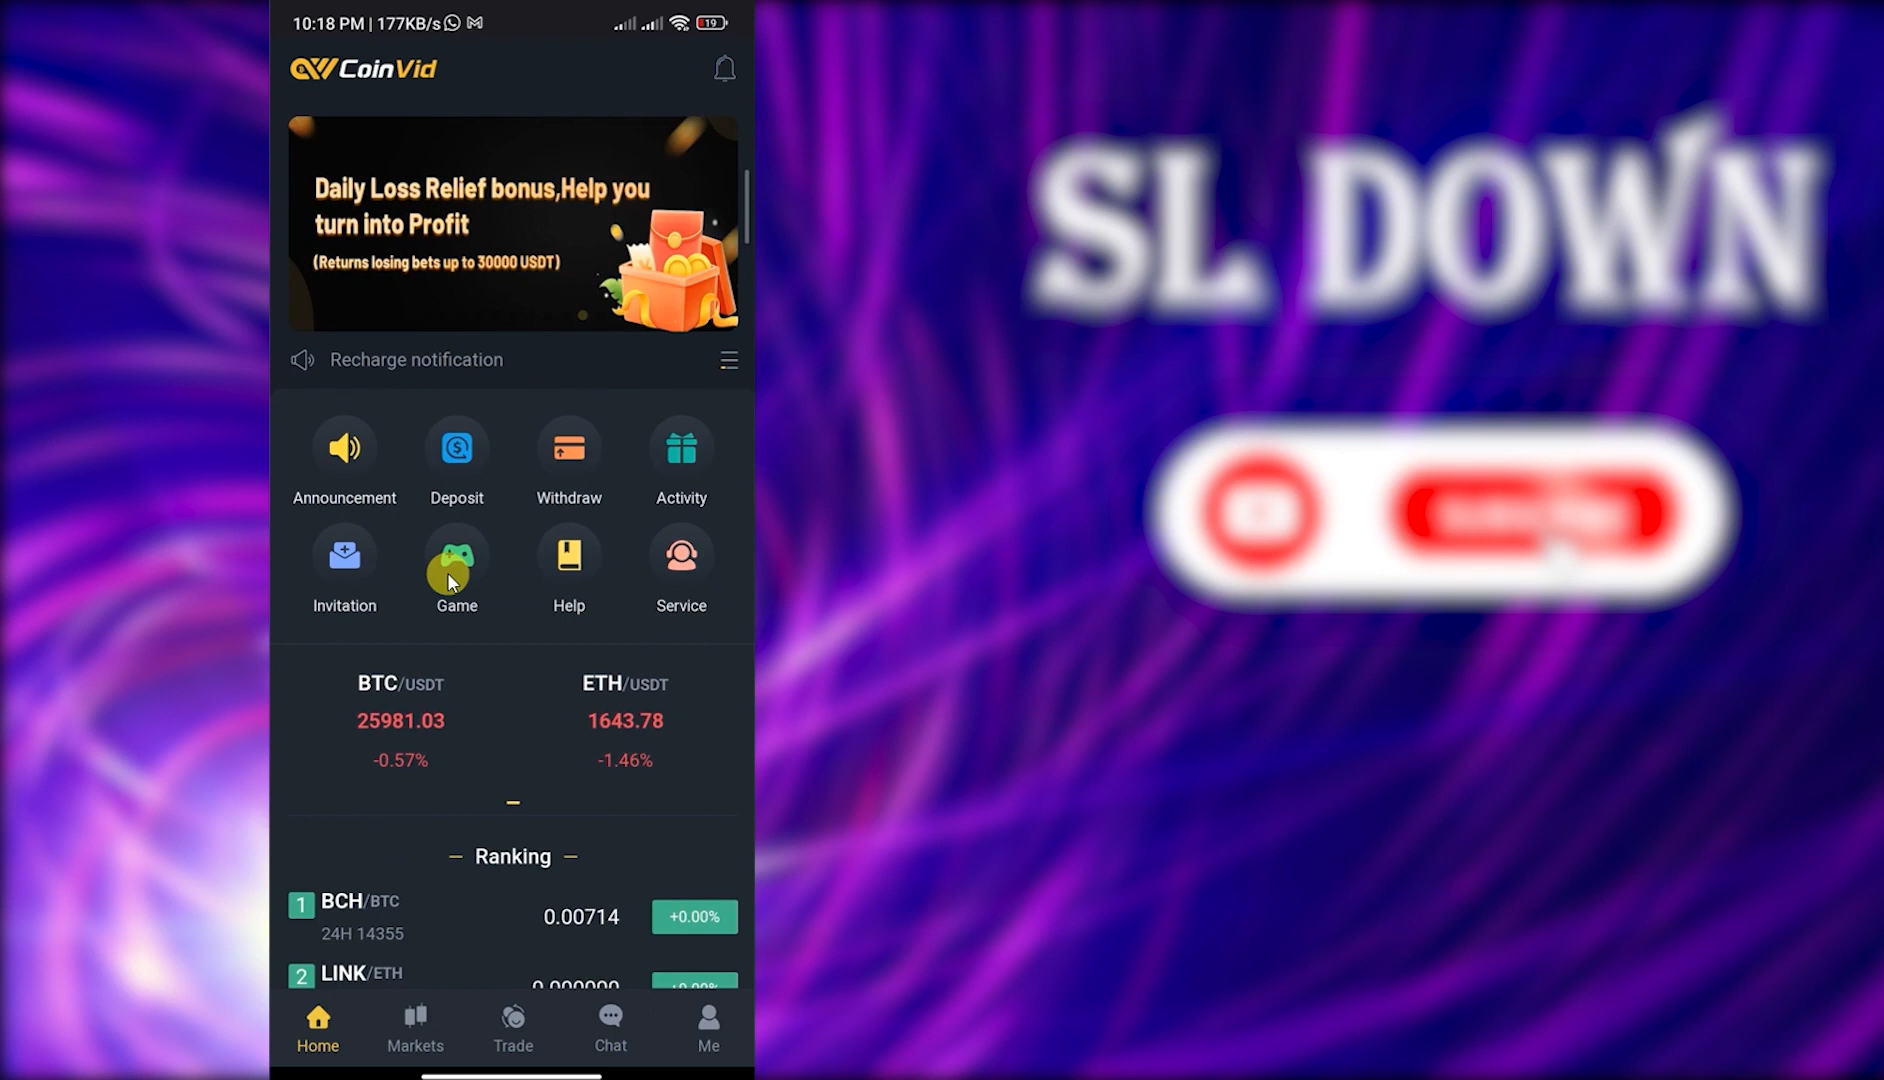 10:18 PM | 177KB/s
19
CoinVid
Daily Loss Relief bonus,Help you
turn into Profit
(Returns losing bets up to 30000 USDT)
Recharge notification
Announcement
Deposit
Withdraw
Activity
Invitation
Game
Help
Service
BTC/USDT
ETH/USDT
25981.03
1643.78
-0.57%
-1.46%
Ranking
1 BCH/BTC
0.00714
+0.00%
24H 14355
2 LINK/ETH
Home
Markets
Trade
Chat
Me
SL DOWN